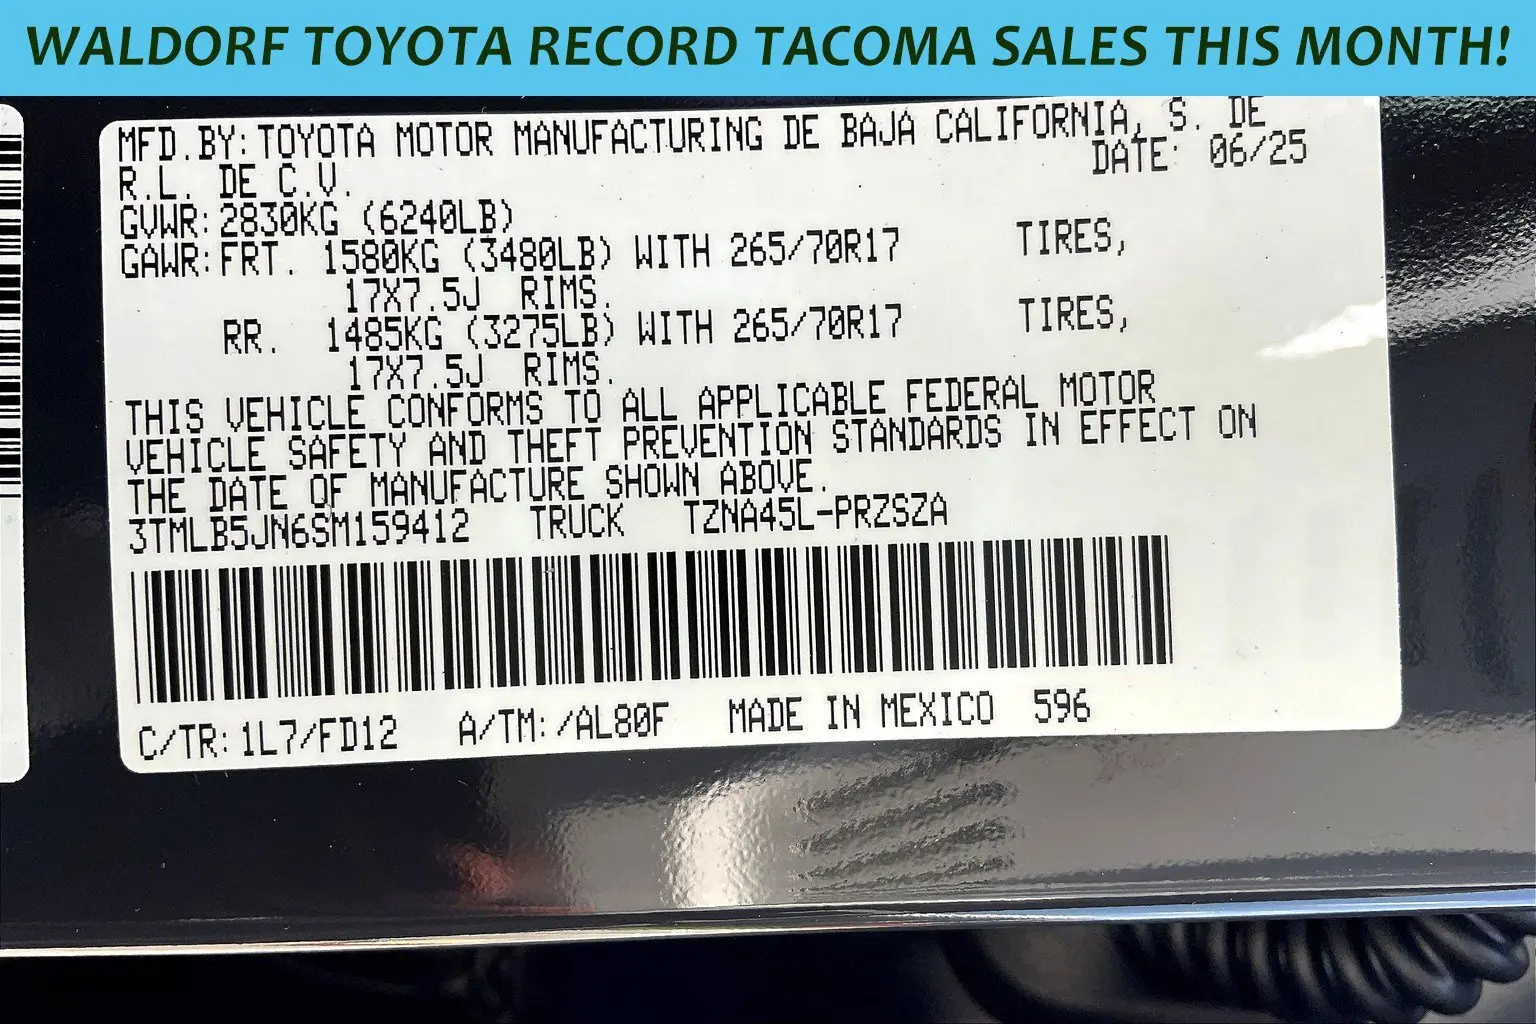 WALDORF TOYOTA RECORD TACOMA SALES THIS MONTH!
MFD.BY: TOYOTA MOTOR MANUFACTURING DE BAJA CALIFORNIA, S. DE
R.L. DE C.V. DATE: 06/25
GVWR: 2830KG (6240LB)
GAWR: FRT. 1580KG (3480LB) WITH 265/70R17 TIRES,
17X7.5J RIMS.
RR. 1485KG (3275LB) WITH 265/70R17 TIRES,
17X7.5J RIMS.
THIS VEHICLE CONFORMS TO ALL APPLICABLE FEDERAL MOTOR
VEHICLE SAFETY AND THEFT PREVENTION STANDARDS IN EFFECT ON
THE DATE OF MANUFACTURE SHOWN ABOVE.
3TMLB5JN6SM159412 TRUCK TZNA45L-PRZSZA
C/TR: 1L7/FD12 A/TM: /AL80F MADE IN MEXICO 596